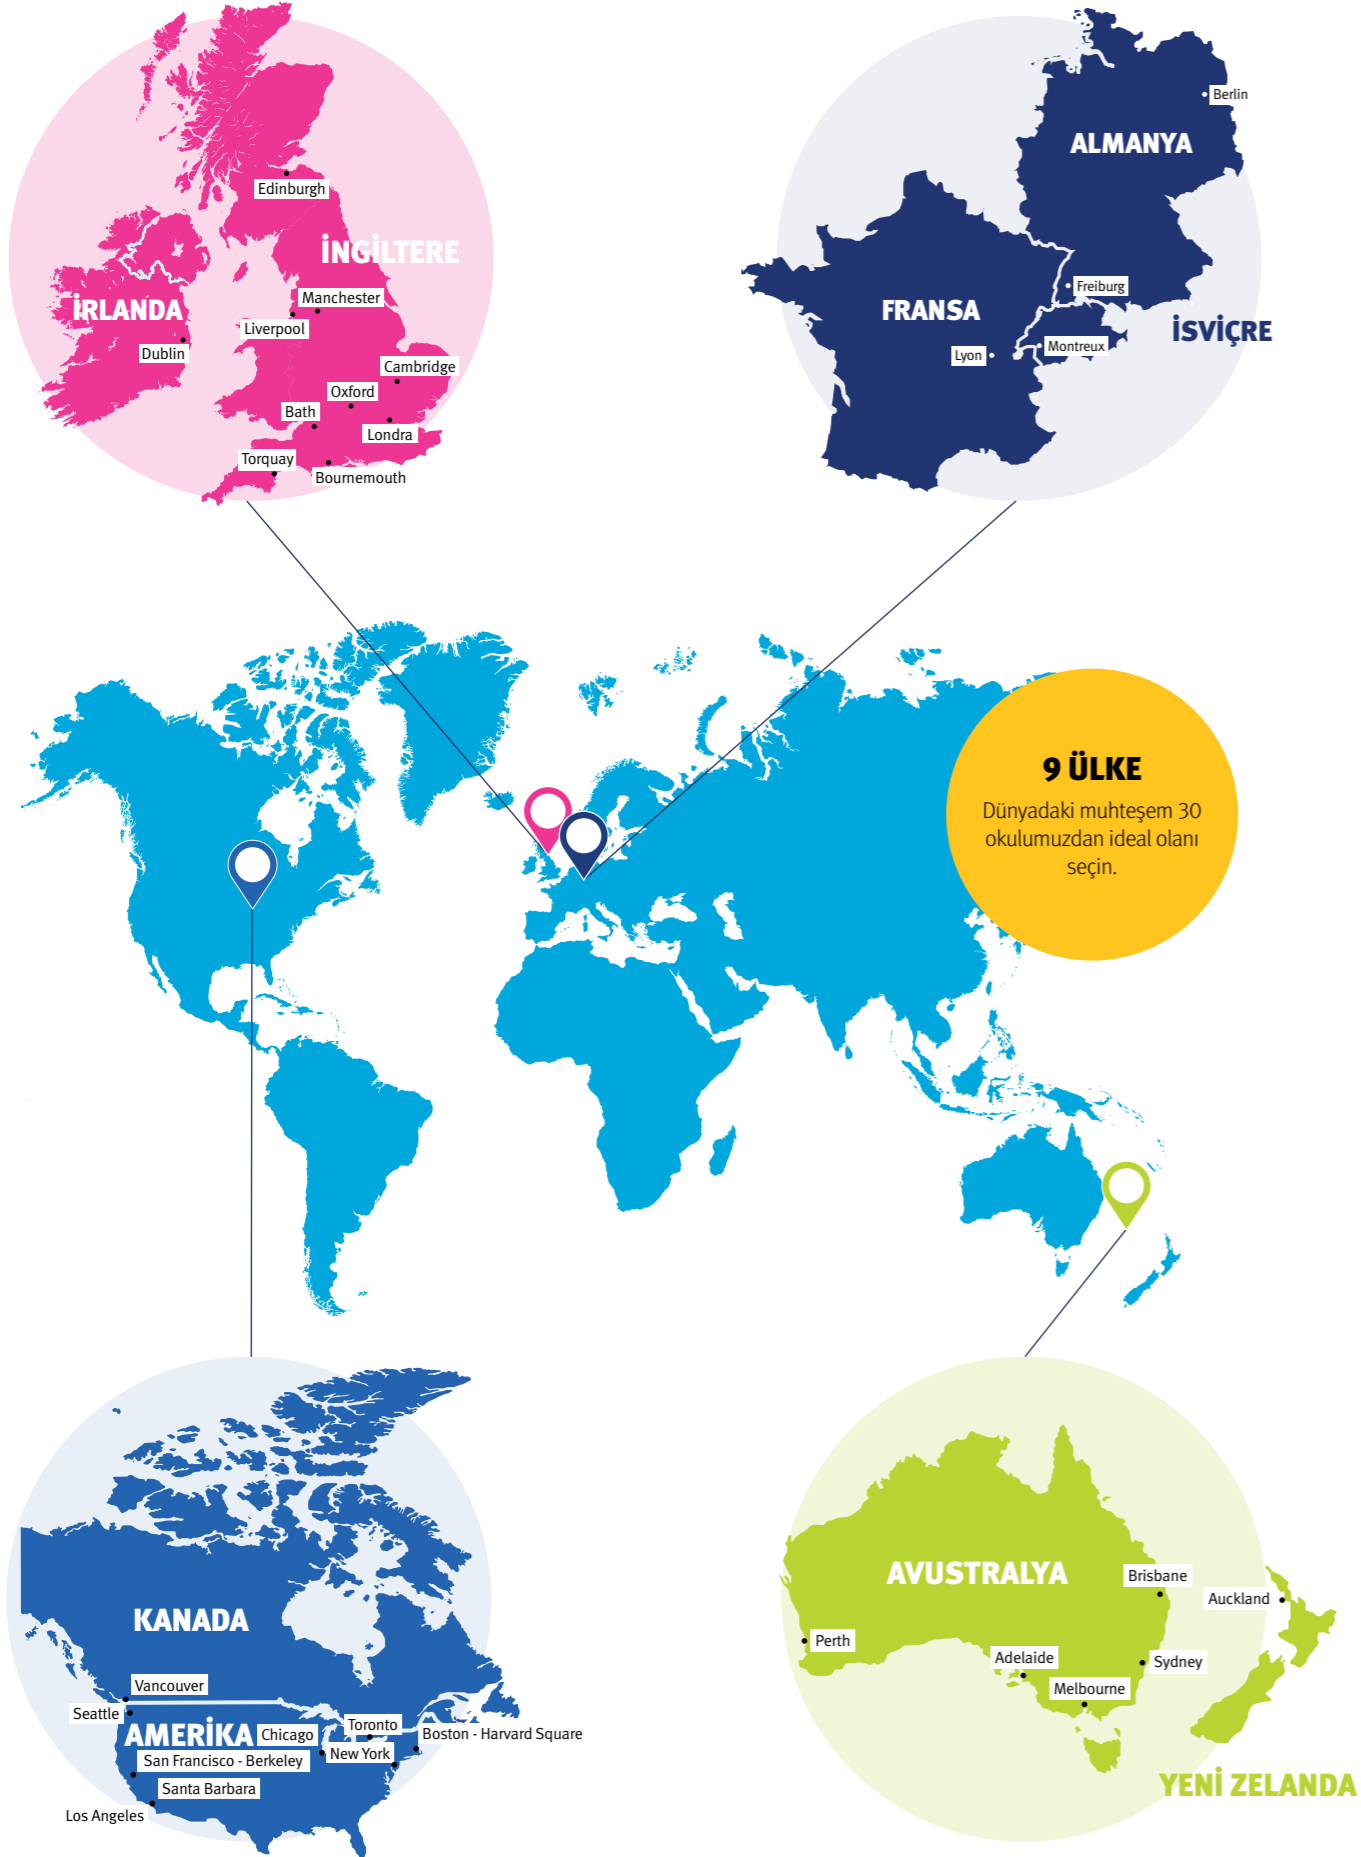 Edinburgh
İNGİLTERE
İRLANDA
Manchester
Liverpool
Dublin
Cambridge
Oxford
Bath
Londra
Torquay
Bournemouth
Berlin
ALMANYA
Freiburg
FRANSA
İSVİÇRE
Lyon
Montreux
9 ÜLKE
Dünyadaki muhteşem 30
okulumuzdan ideal olanı
seçin.
KANADA
Vancouver
Seattle
AMERİKA
Chicago
Toronto
Boston - Harvard Square
New York
San Francisco - Berkeley
Santa Barbara
Los Angeles
AVUSTRALYA
Brisbane
Auckland
Perth
Adelaide
Sydney
Melbourne
YENİ ZELANDA